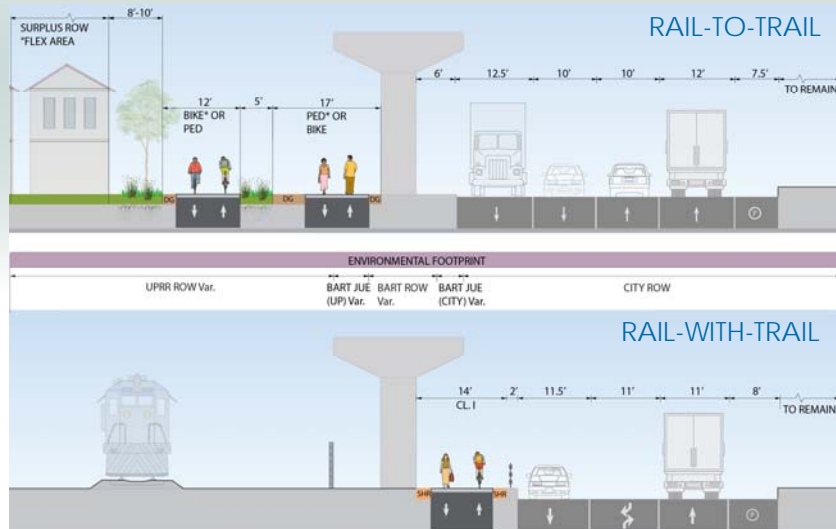 RAIL-TO-TRAIL
SURPLUS ROW
*FLEX AREA
8'-10'
12'
BIKE* OR
PED
5'
17'
PED* OR
BIKE
6'
12.5'
10'
10'
12'
7.5'
TO REMAIN
DG
DG
DG
P
ENVIRONMENTAL FOOTPRINT
UPRR ROW Var.
BART JUE
(UP) Var.
BART ROW
Var.
BART JUE
(CITY) Var.
CITY ROW
RAIL-WITH-TRAIL
14'
CL. I
2'
11.5'
11'
11'
8'
TO REMAIN
SHR
SHR
P